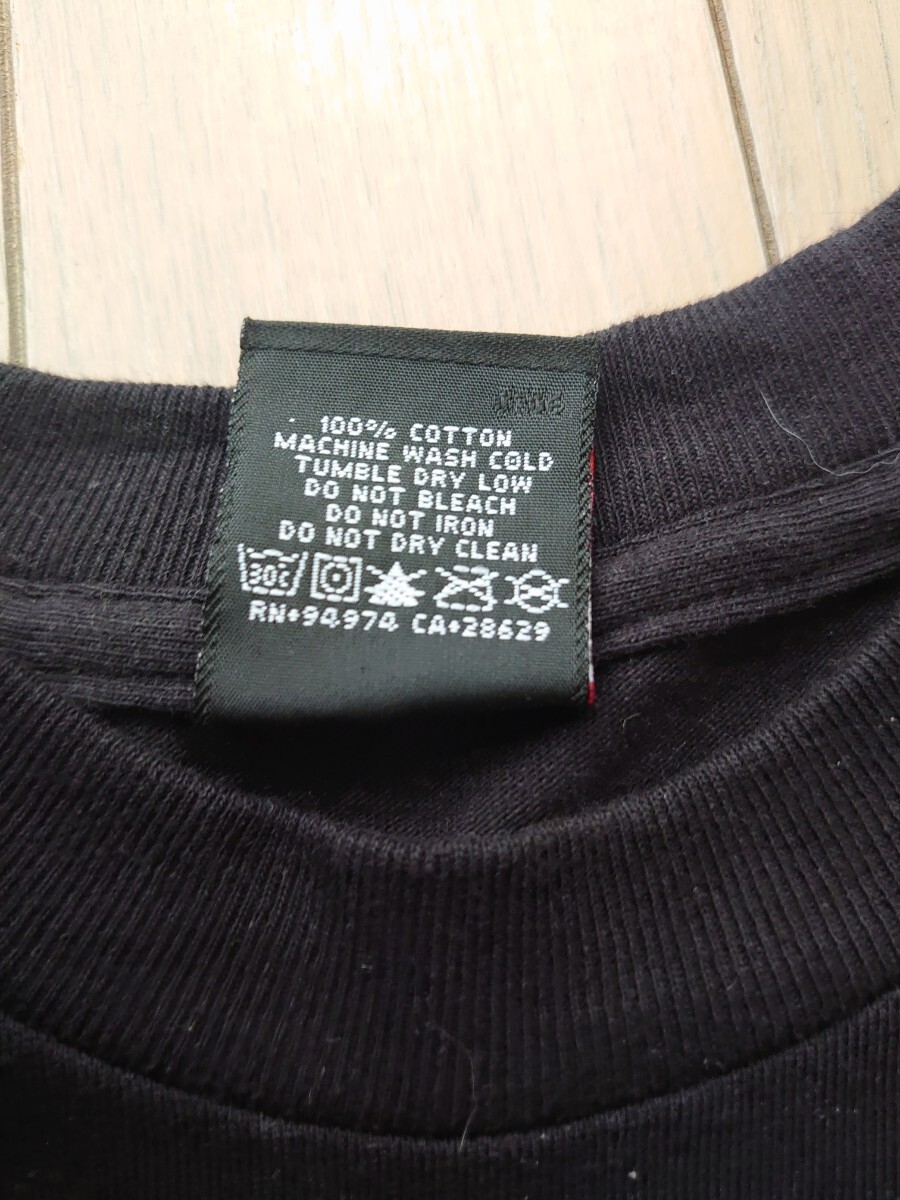 100% COTTON
MACHINE WASH COLD
TUMBLE DRY LOW
DO NOT BLEACH
DO NOT IRON
DO NOT DRY CLEAN
30C
RN*94974 CA*28629